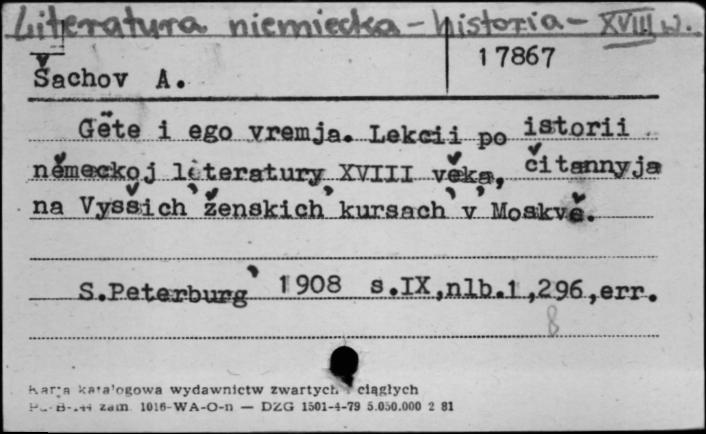 Literatura niemiecka - historia - XVIII w.
17867
Šachov A.
Gëte i ego vremja. Lekcii po istorii
německoj literatury XVIII věka, čitannyja
na Vysšich' ženskich' kursach' v' Moskvě.
S.Peterburg' 1908 s.IX,nlb.1,296,err.
8
Karta katalogowa wydawnictw zwartych i ciągłych
zam. 1016-WA-O-n — DZG 1501-4-79 5.050.000 2 81